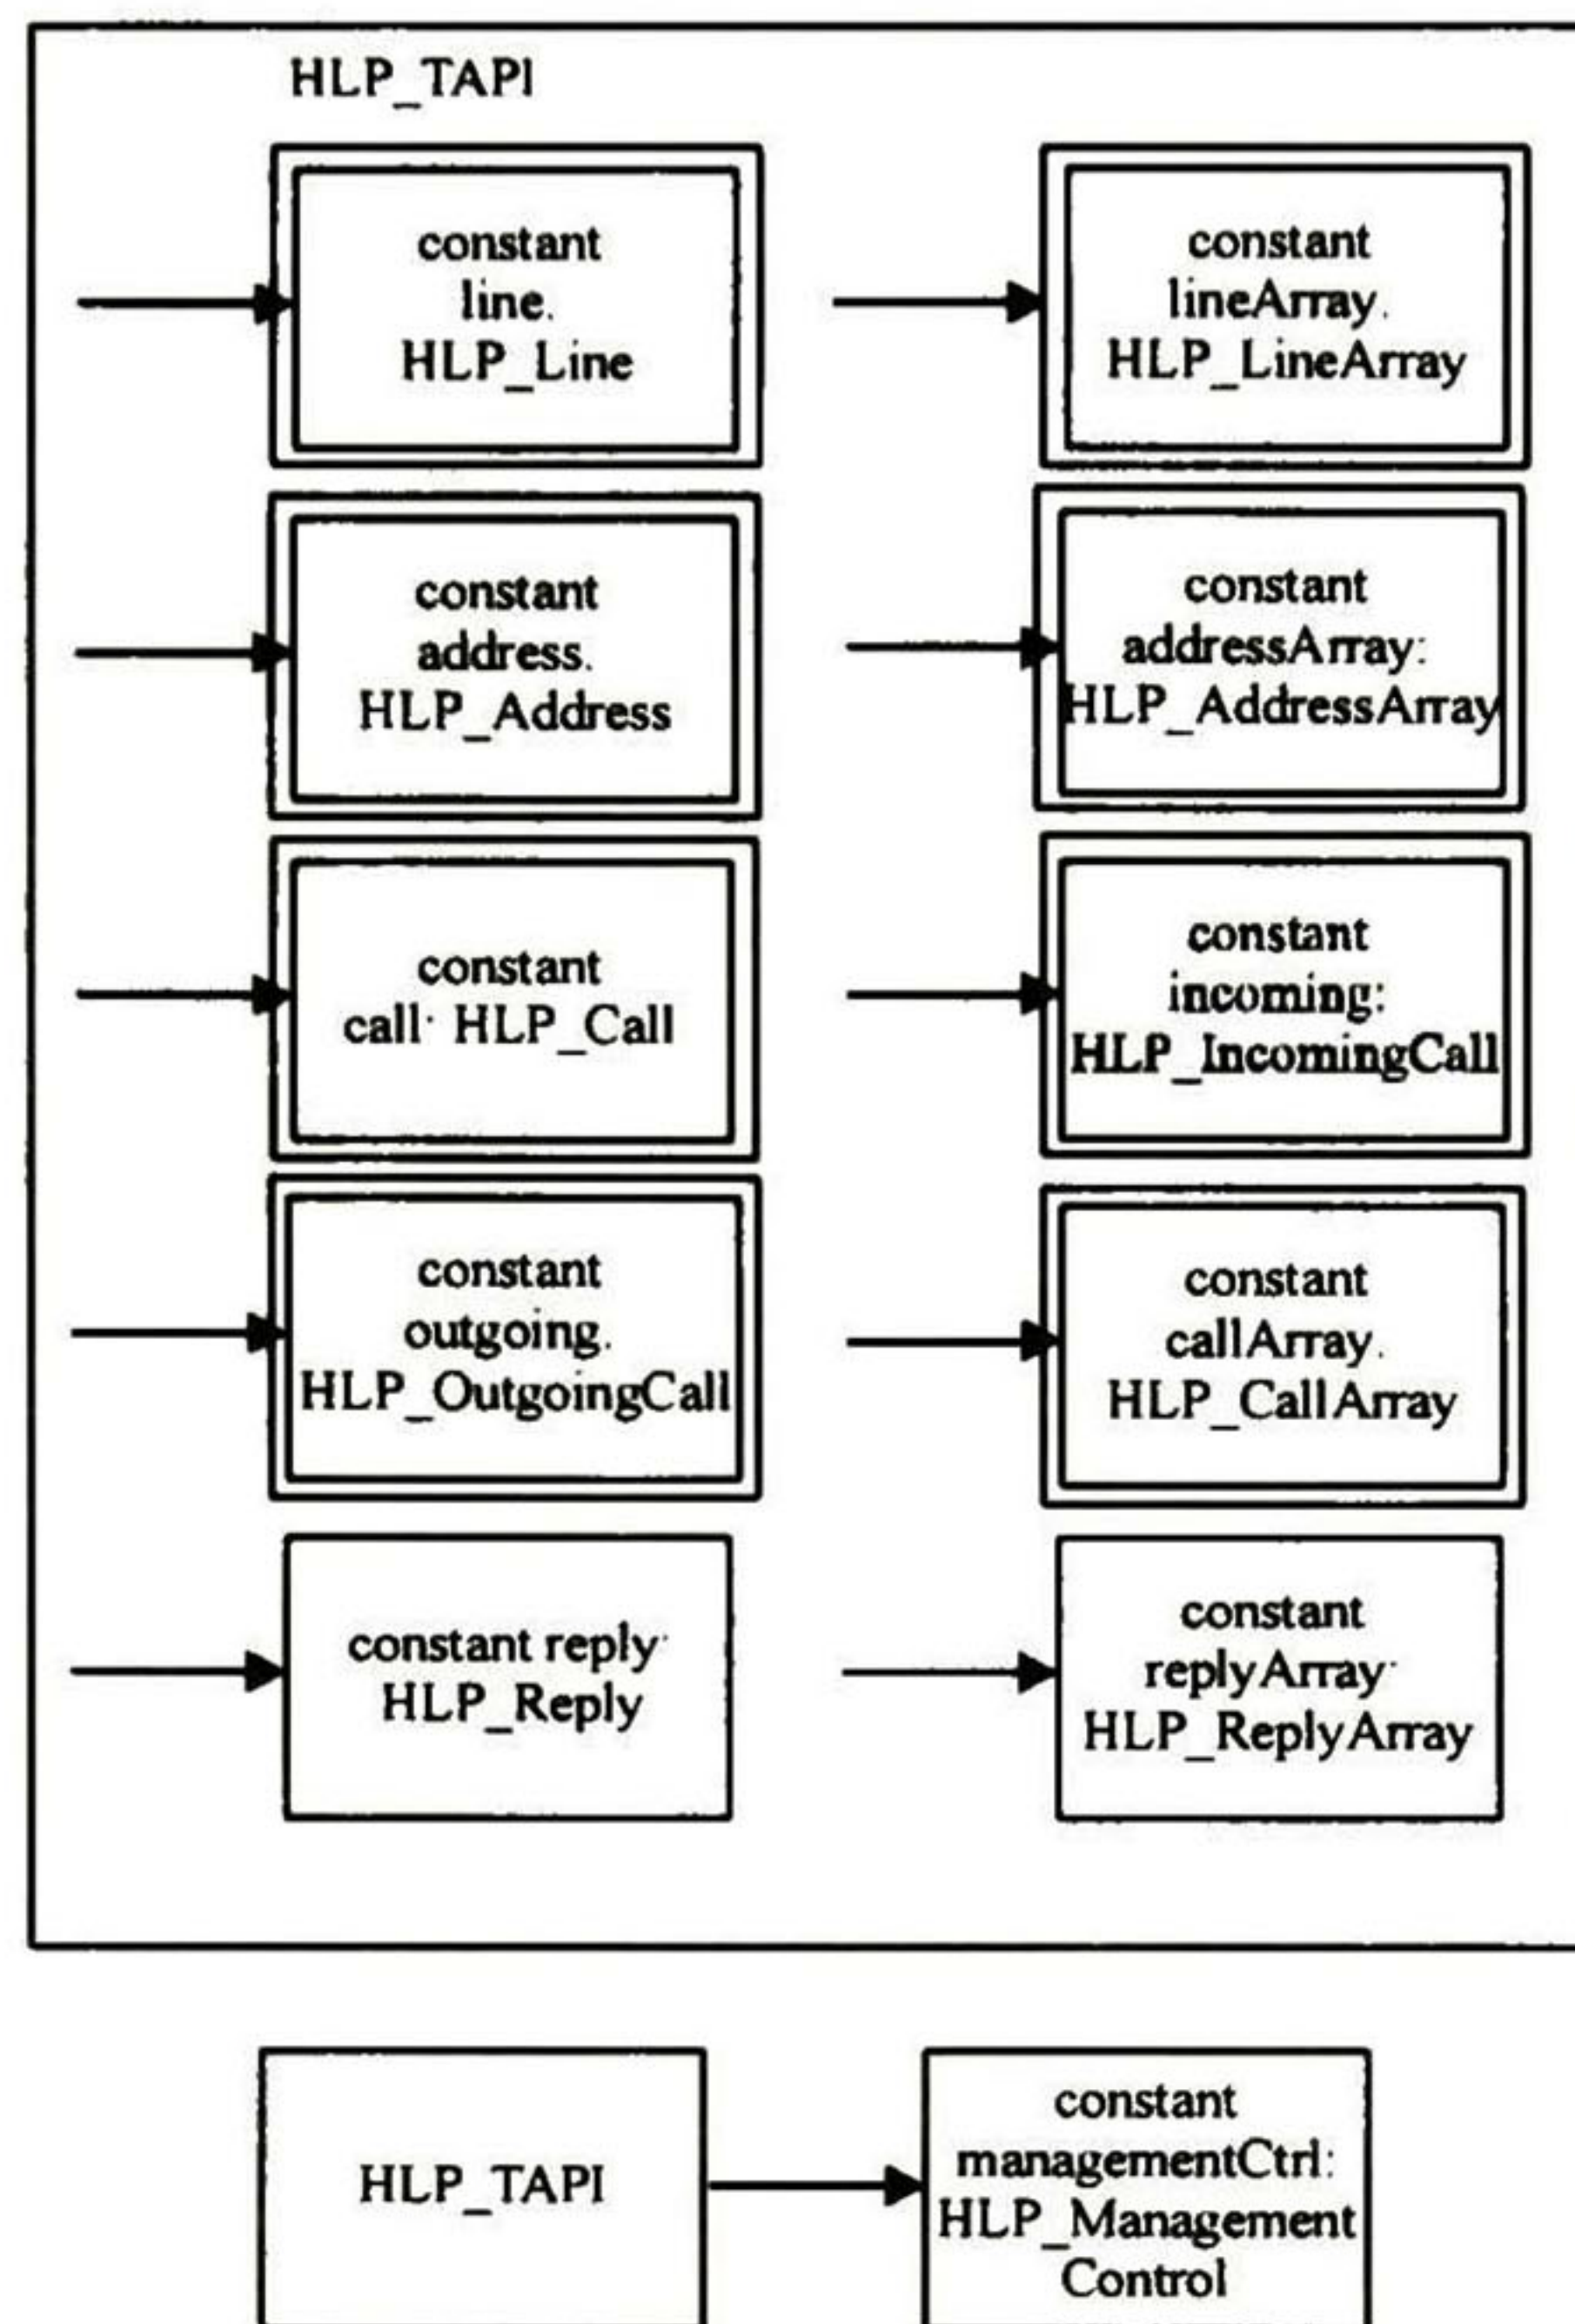 HLP_TAPI
constant
line.
HLP_Line
constant
lineArray.
HLP_LineArray
constant
address.
HLP_Address
constant
addressArray:
HLP_AddressArray
constant
call· HLP_Call
constant
incoming:
HLP_IncomingCall
constant
outgoing.
HLP_OutgoingCall
constant
callArray.
HLP_CallArray
constant reply·
HLP_Reply
constant
replyArray·
HLP_ReplyArray
HLP_TAPI
constant
managementCtrl:
HLP_Management
Control